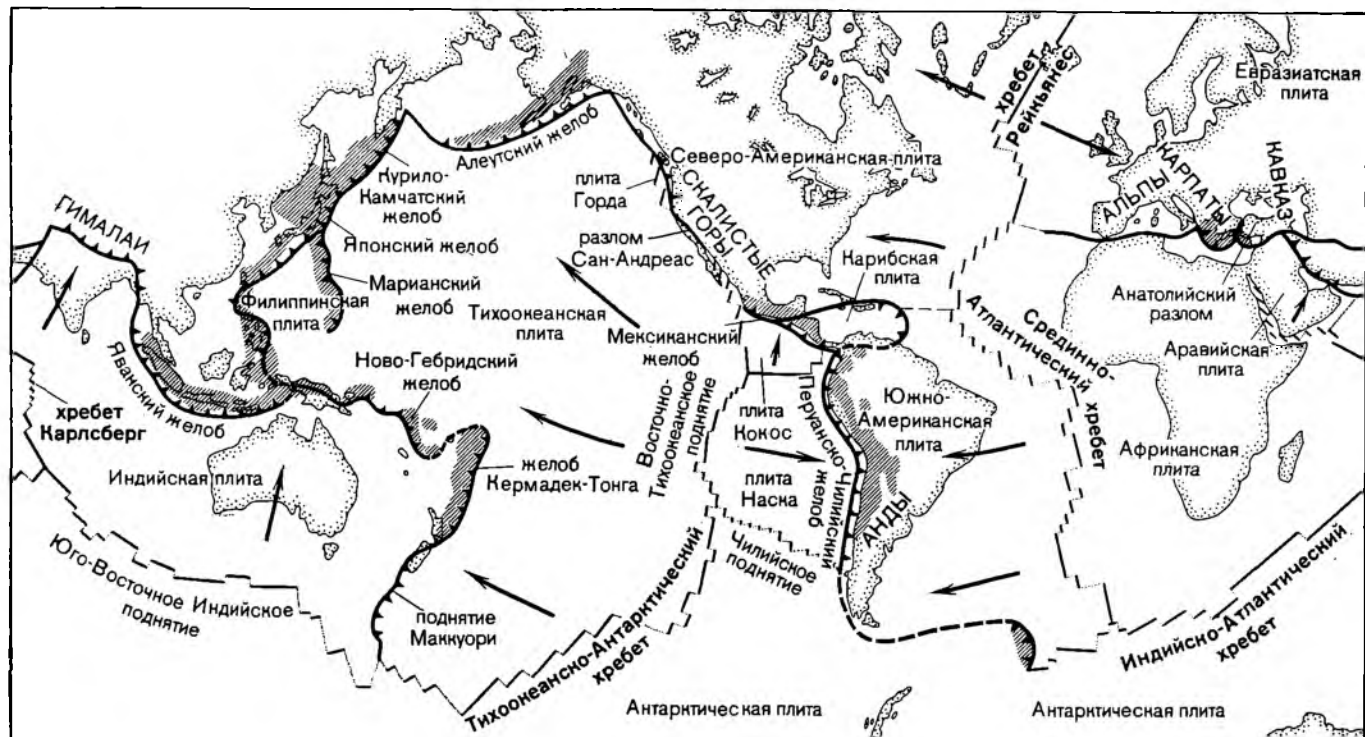 хребет
Рейкьянес
Евразиатская
плита
Алеутский желоб
Северо-Американская плита
КАВКАЗ
КАРПАТЫ
АЛЬПЫ
плита
Горда
СКАЛИСТЫЕ
ГОРЫ
Курило-
Камчатский
желоб
ГИМАЛАИ
Японский желоб
разлом
Сан-Андреас
Карибская
плита
Марианский
желоб
Филиппинская
плита
Тихоокеанская
плита
Анатолийский
разлом
Срединно-
Атлантический хребет
Мексиканский
желоб
Аравийская
плита
Ново-Гебридский
желоб
Яванский желоб
хребет
Карлсберг
Восточно-
Тихоокеанское
поднятие
плита
Кокос
Перуанско-Чилийский
желоб
Южно-
Американская
плита
Африканская
плита
Индийская плита
желоб
Кермадек-Тонга
плита
Наска
АНДЫ
Чилийское
поднятие
Юго-Восточное Индийское
поднятие
поднятие
Маккуори
Тихоокеанско-Антарктический
хребет
Индийско-Атлантический
хребет
Антарктическая плита
Антарктическая плита